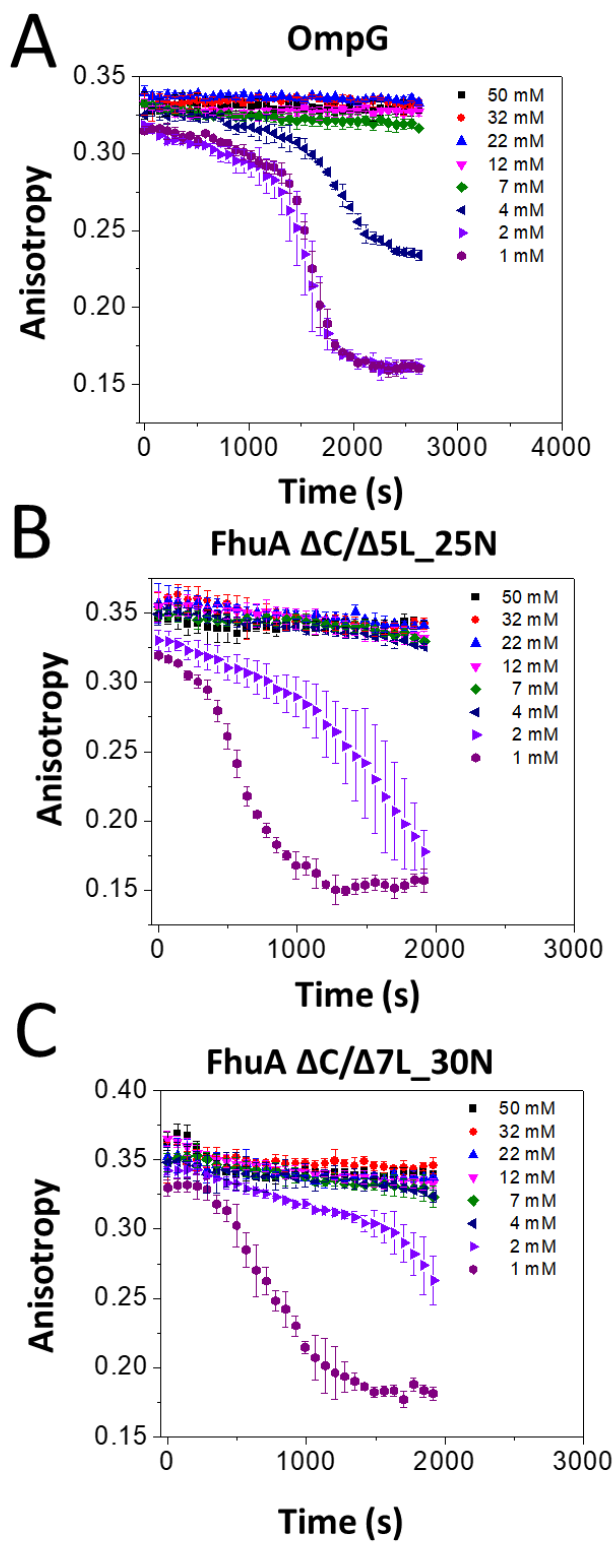 A
OmpG
0.35
0.30
0.25
0.20
0.15
Anisotropy
50 mM
32 mM
22 mM
12 mM
7 mM
4 mM
2 mM
1 mM
0
1000
2000
3000
4000
Time (s)
B
FhuA ΔC/Δ5L_25N
0.35
0.30
0.25
0.20
0.15
Anisotropy
50 mM
32 mM
22 mM
12 mM
7 mM
4 mM
2 mM
1 mM
0
1000
2000
3000
Time (s)
C
FhuA ΔC/Δ7L_30N
0.40
0.35
0.30
0.25
0.20
0.15
Anisotropy
50 mM
32 mM
22 mM
12 mM
7 mM
4 mM
2 mM
1 mM
0
1000
2000
3000
Time (s)